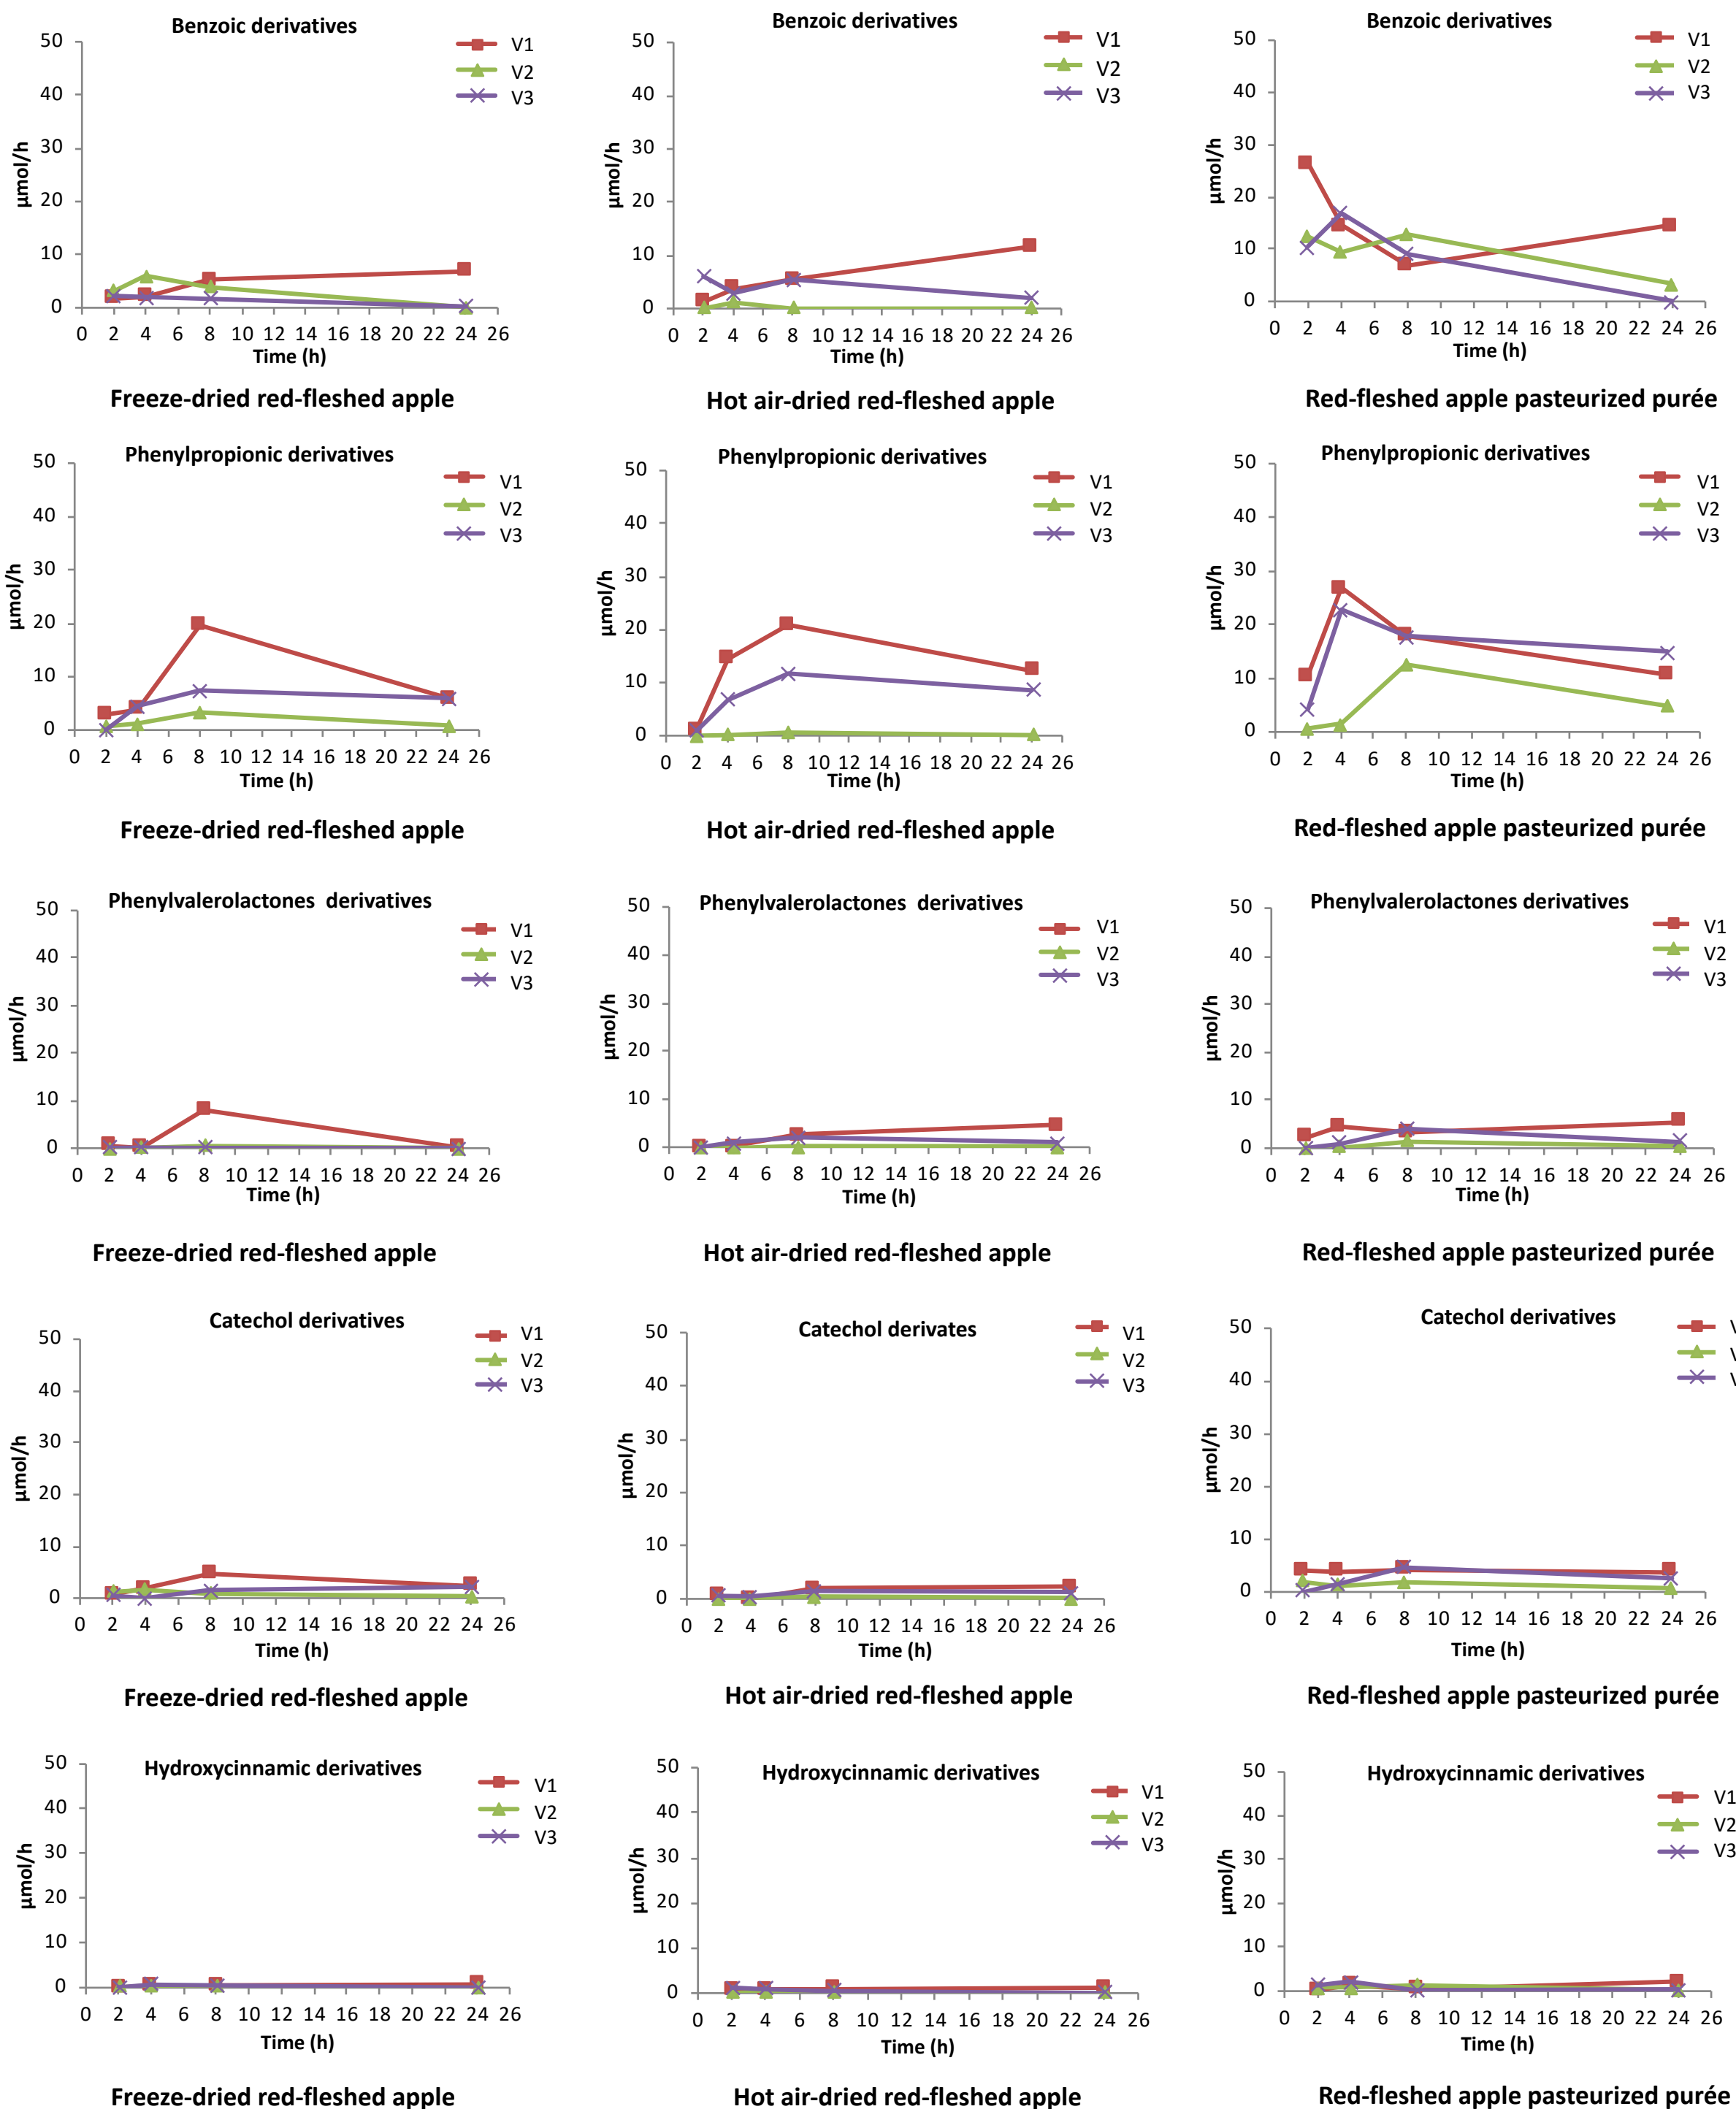 Benzoic derivatives
50
40
30
20
10
0
µmol/h
0 2 4 6 8 10 12 14 16 18 20 22 24 26
Time (h)
V1
V2
V3
Freeze-dried red-fleshed apple
Benzoic derivatives
50
40
30
20
10
0
µmol/h
0 2 4 6 8 10 12 14 16 18 20 22 24 26
Time (h)
V1
V2
V3
Hot air-dried red-fleshed apple
Benzoic derivatives
50
40
30
20
10
0
µmol/h
0 2 4 6 8 10 12 14 16 18 20 22 24 26
Time (h)
V1
V2
V3
Red-fleshed apple pasteurized purée
Phenylpropionic derivatives
50
40
30
20
10
0
µmol/h
0 2 4 6 8 10 12 14 16 18 20 22 24 26
Time (h)
V1
V2
V3
Freeze-dried red-fleshed apple
Phenylpropionic derivatives
50
40
30
20
10
0
µmol/h
0 2 4 6 8 10 12 14 16 18 20 22 24 26
Time (h)
V1
V2
V3
Hot air-dried red-fleshed apple
Phenylpropionic derivatives
50
40
30
20
10
0
µmol/h
0 2 4 6 8 10 12 14 16 18 20 22 24 26
Time (h)
V1
V2
V3
Red-fleshed apple pasteurized purée
Phenylvalerolactones derivatives
50
40
30
20
10
0
µmol/h
0 2 4 6 8 10 12 14 16 18 20 22 24 26
Time (h)
V1
V2
V3
Freeze-dried red-fleshed apple
Phenylvalerolactones derivatives
50
40
30
20
10
0
µmol/h
0 2 4 6 8 10 12 14 16 18 20 22 24 26
Time (h)
V1
V2
V3
Hot air-dried red-fleshed apple
Phenylvalerolactones derivatives
50
40
30
20
10
0
µmol/h
0 2 4 6 8 10 12 14 16 18 20 22 24 26
Time (h)
V1
V2
V3
Red-fleshed apple pasteurized purée
Catechol derivatives
50
40
30
20
10
0
µmol/h
0 2 4 6 8 10 12 14 16 18 20 22 24 26
Time (h)
V1
V2
V3
Freeze-dried red-fleshed apple
Catechol derivates
50
40
30
20
10
0
µmol/h
0 2 4 6 8 10 12 14 16 18 20 22 24 26
Time (h)
V1
V2
V3
Hot air-dried red-fleshed apple
Catechol derivatives
50
40
30
20
10
0
µmol/h
0 2 4 6 8 10 12 14 16 18 20 22 24 26
Time (h)
Red-fleshed apple pasteurized purée
Hydroxycinnamic derivatives
50
40
30
20
10
0
µmol/h
0 2 4 6 8 10 12 14 16 18 20 22 24 26
Time (h)
V1
V2
V3
Freeze-dried red-fleshed apple
Hydroxycinnamic derivatives
50
40
30
20
10
0
µmol/h
0 2 4 6 8 10 12 14 16 18 20 22 24 26
Time (h)
V1
V2
V3
Hot air-dried red-fleshed apple
Hydroxycinnamic derivatives
50
40
30
20
10
0
µmol/h
0 2 4 6 8 10 12 14 16 18 20 22 24 26
Time (h)
V1
V2
V3
Red-fleshed apple pasteurized purée